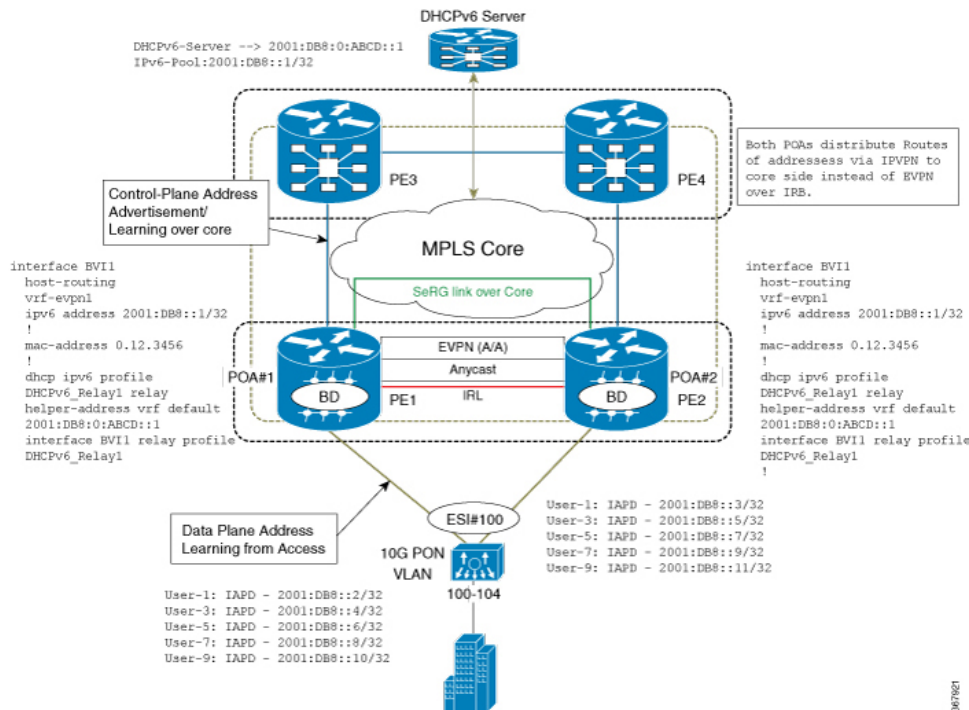 DHCPv6 Server
DHCPv6-Server --> 2001:DB8:0:ABCD::1
IPv6-Pool:2001:DB8::1/32
PE3
PE4
Both POAs distribute Routes
of addressess via IPVPN to
core side instead of EVPN
over IRB.
Control-Plane Address
Advertisement/
Learning over core
MPLS Core
SeRG link over Core
interface BVI1
host-routing
vrf-evpn1
ipv6 address 2001:DB8::1/32
!
mac-address 0.12.3456
!
dhcp ipv6 profile
DHCPv6_Relay1 relay
helper-address vrf default
2001:DB8:0:ABCD::1
interface BVI1 relay profile
DHCPv6_Relay1
POA#1
BD
PE1
EVPN (A/A)
Anycast
IRL
POA#2
BD
PE2
interface BVI1
host-routing
vrf-evpn1
ipv6 address 2001:DB8::1/32
!
mac-address 0.12.3456
!
dhcp ipv6 profile
DHCPv6_Relay1 relay
helper-address vrf default
2001:DB8:0:ABCD::1
interface BVI1 relay profile
DHCPv6_Relay1
!
Data Plane Address
Learning from Access
ESI#100
10G PON
VLAN
100-104
User-1: IAPD - 2001:DB8::3/32
User-3: IAPD - 2001:DB8::5/32
User-5: IAPD - 2001:DB8::7/32
User-7: IAPD - 2001:DB8::9/32
User-9: IAPD - 2001:DB8::11/32
User-1: IAPD - 2001:DB8::2/32
User-3: IAPD - 2001:DB8::4/32
User-5: IAPD - 2001:DB8::6/32
User-7: IAPD - 2001:DB8::8/32
User-9: IAPD - 2001:DB8::10/32
367921